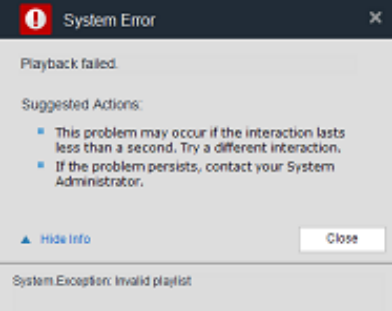 System Error
Playback failed.
Suggested Actions:
This problem may occur if the interaction lasts
less than a second. Try a different interaction.
If the problem persists, contact your System
Administrator.
Hide Info
Close
System.Exception: Invalid playlist